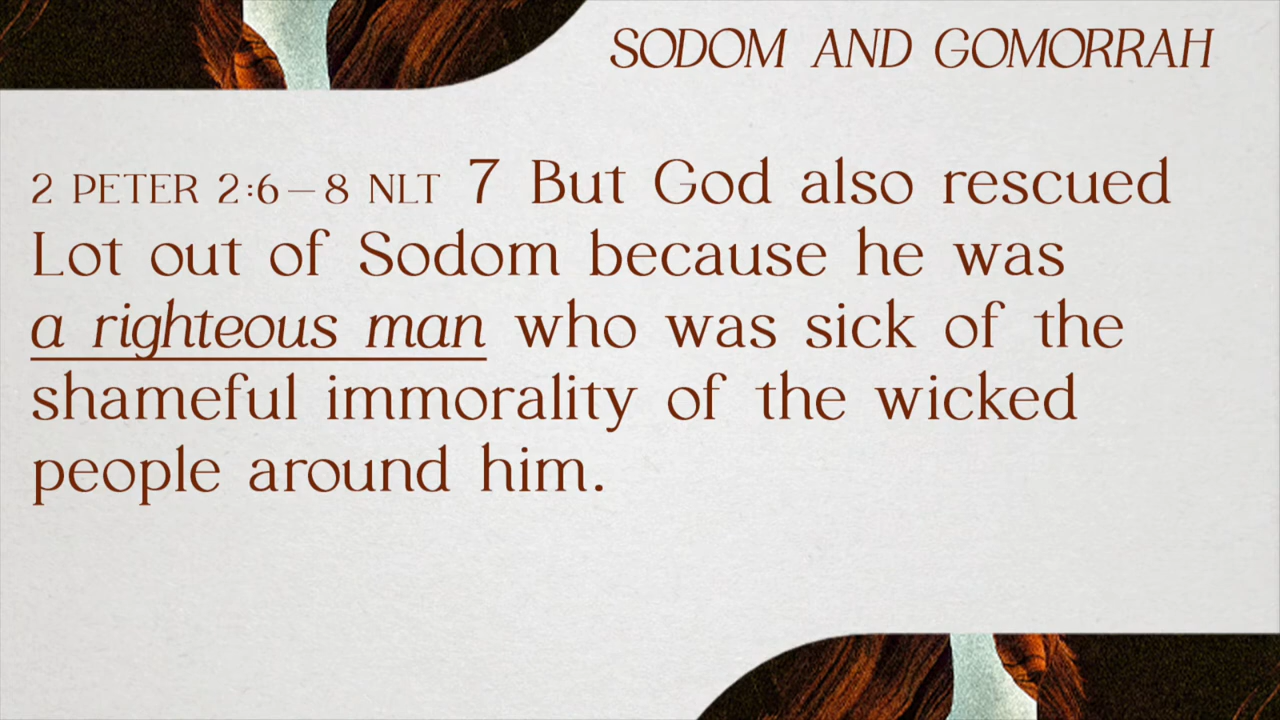 SODOM AND GOMORRAH
2 PETER 2:6–8 NLT 7 But God also rescued
Lot out of Sodom because he was
a righteous man who was sick of the
shameful immorality of the wicked
people around him.